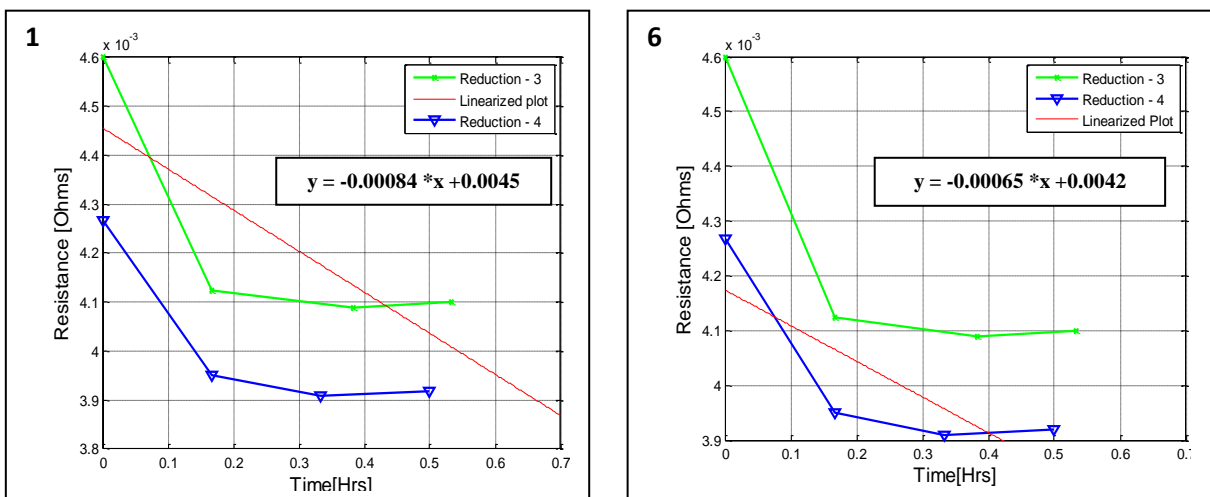 1
x 10⁻³
4.6
4.5
4.4
4.3
4.2
4.1
4
3.9
3.8
0 0.1 0.2 0.3 0.4 0.5 0.6 0.7
Time[Hrs]
Resistance [Ohms]
Reduction - 3
Linearized plot
Reduction - 4
y = -0.00084 *x +0.0045
6
x 10⁻³
4.6
4.5
4.4
4.3
4.2
4.1
4
3.9
0 0.1 0.2 0.3 0.4 0.5 0.6 0.7
Time[Hrs]
Resistance [Ohms]
Reduction - 3
Reduction - 4
Linearized Plot
y = -0.00065 *x +0.0042